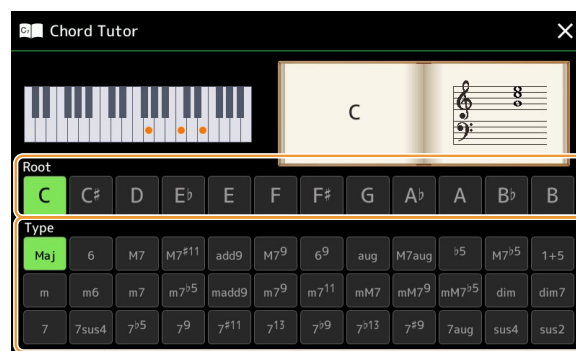 Chord Tutor
C
Root
C C♯ D E♭ E F F♯ G A♭ A B♭ B
Type
Maj 6 M7 M7♯11 add9 M79 69 aug M7aug ♭5 M7♭5 1+5
m m6 m7 m7♭5 madd9 m79 m711 mM7 mM79 mM7♭5 dim dim7
7 7sus4 7♭5 79 7♯11 713 7♭9 7♭13 7♯9 7aug sus4 sus2